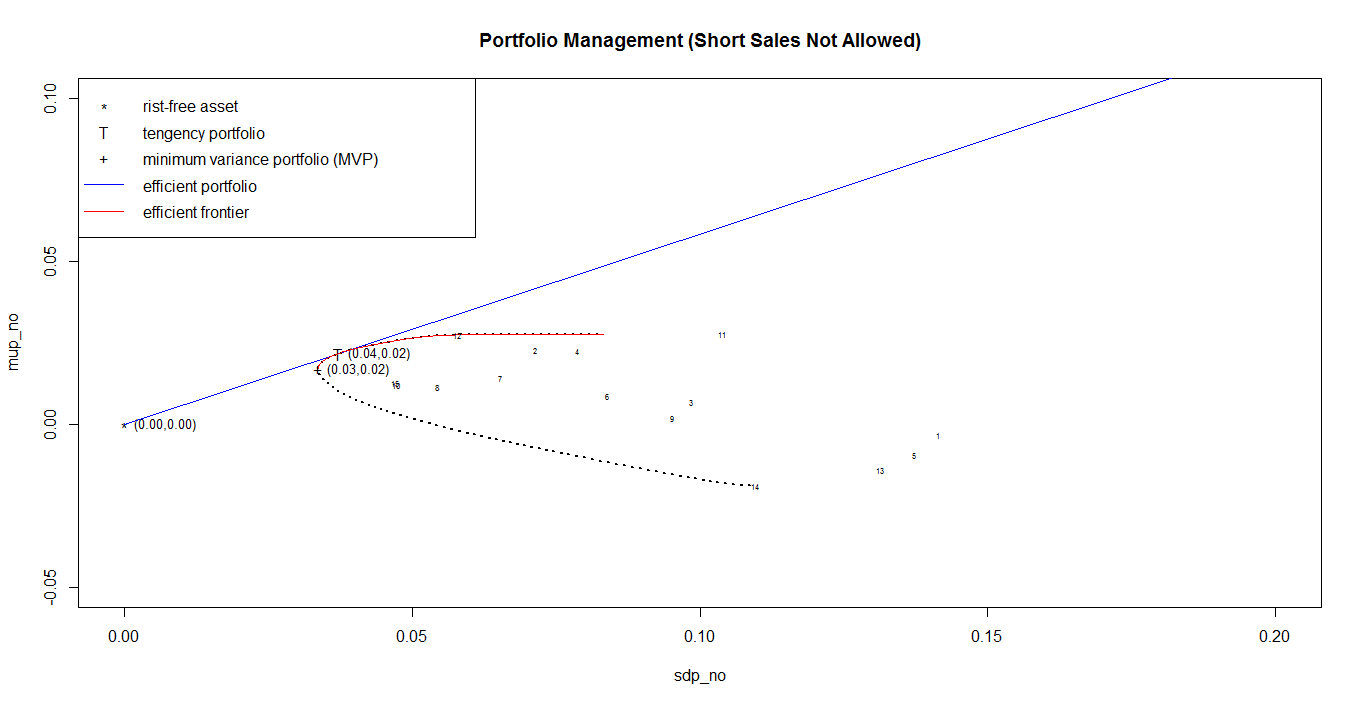 Portfolio Management (Short Sales Not Allowed)
* rist-free asset
T tengency portfolio
+ minimum variance portfolio (MVP)
efficient portfolio
efficient frontier
mup_no
0.10
0.05
0.00
-0.05
12
11
2
4
T (0.04,0.02)
+ (0.03,0.02)
7
8
6
3
9
* (0.00,0.00)
1
5
13
14
0.00 0.05 0.10 0.15 0.20
sdp_no